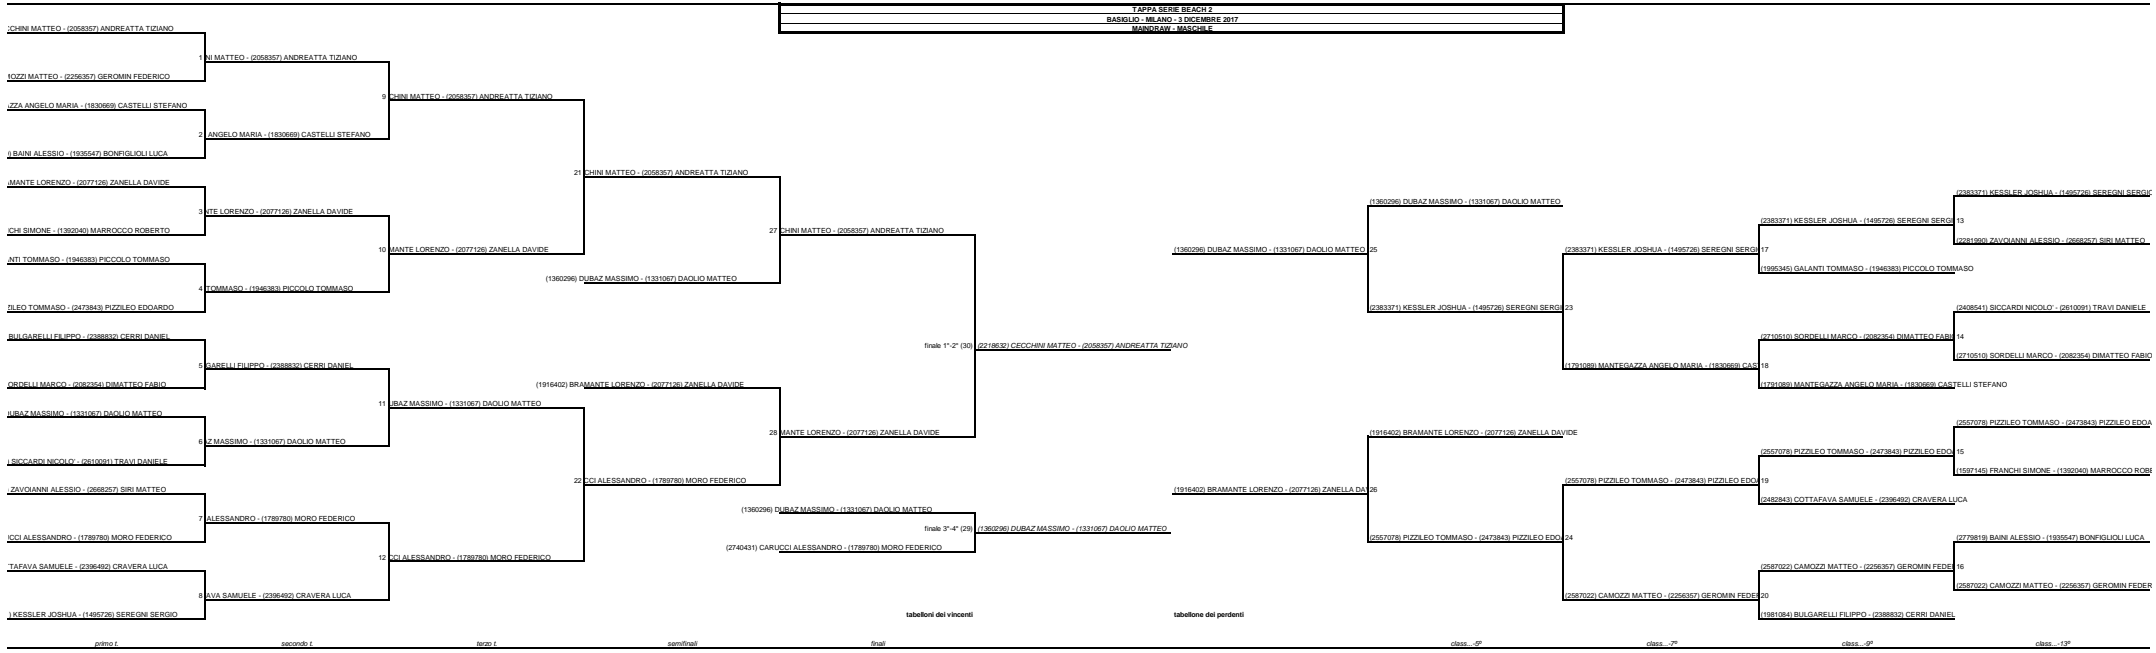 TAPPA SERIE BEACH 2
BASIGLIO - MILANO - 3 DICEMBRE 2017
MAINDRAW - MASCHILE
CHINI MATTEO - (2058357) ANDREATTA TIZIANO
MOZZI MATTEO - (2256357) GEROMIN FEDERICO
ZZA ANGELO MARIA - (1830669) CASTELLI STEFANO
) BAINI ALESSIO - (1935547) BONFIGLIOLI LUCA
MANTE LORENZO - (2077126) ZANELLA DAVIDE
CHI SIMONE - (1392040) MARROCCO ROBERTO
NTI TOMMASO - (1946383) PICCOLO TOMMASO
ZILEO TOMMASO - (2473843) PIZZILEO EDOARDO
BULGARELLI FILIPPO - (2388832) CERRI DANIEL
ORDELLI MARCO - (2082354) DIMATTEO FABIO
UBAZ MASSIMO - (1331067) DAOLIO MATTEO
) SICCARDI NICOLO' - (2610091) TRAVI DANIELE
ZAVOIANNI ALESSIO - (2668257) SIRI MATTEO
CCI ALESSANDRO - (1789780) MORO FEDERICO
TAFAVA SAMUELE - (2396492) CRAVERA LUCA
) KESSLER JOSHUA - (1495726) SEREGNI SERGIO
primo t.
1 NI MATTEO - (2058357) ANDREATTA TIZIANO
2 ANGELO MARIA - (1830669) CASTELLI STEFANO
3 NTE LORENZO - (2077126) ZANELLA DAVIDE
4 TOMMASO - (1946383) PICCOLO TOMMASO
5 GARELLI FILIPPO - (2388832) CERRI DANIEL
6 AZ MASSIMO - (1331067) DAOLIO MATTEO
7 ALESSANDRO - (1789780) MORO FEDERICO
8 AVA SAMUELE - (2396492) CRAVERA LUCA
secondo t.
9 CHINI MATTEO - (2058357) ANDREATTA TIZIANO
10 MANTE LORENZO - (2077126) ZANELLA DAVIDE
11 UBAZ MASSIMO - (1331067) DAOLIO MATTEO
12 CCI ALESSANDRO - (1789780) MORO FEDERICO
terzo t.
21 CHINI MATTEO - (2058357) ANDREATTA TIZIANO
(1360296) DUBAZ MASSIMO - (1331067) DAOLIO MATTEO
(1916402) BRAMANTE LORENZO - (2077126) ZANELLA DAVIDE
22 CCI ALESSANDRO - (1789780) MORO FEDERICO
semifinali
27 CHINI MATTEO - (2058357) ANDREATTA TIZIANO
28 MANTE LORENZO - (2077126) ZANELLA DAVIDE
(1360296) DUBAZ MASSIMO - (1331067) DAOLIO MATTEO
(2740431) CARUCCI ALESSANDRO - (1789780) MORO FEDERICO
finali
finale 1°-2° (30) (2218632) CECCHINI MATTEO - (2058357) ANDREATTA TIZIANO
finale 3°-4° (29) (1360296) DUBAZ MASSIMO - (1331067) DAOLIO MATTEO
tabelloni dei vincenti
tabellone dei perdenti
(1360296) DUBAZ MASSIMO - (1331067) DAOLIO MATTEO 25
(1916402) BRAMANTE LORENZO - (2077126) ZANELLA DAV 26
(1360296) DUBAZ MASSIMO - (1331067) DAOLIO MATTEO
(2383371) KESSLER JOSHUA - (1495726) SEREGNI SERGI 23
(1916402) BRAMANTE LORENZO - (2077126) ZANELLA DAVIDE
(2557078) PIZZILEO TOMMASO - (2473843) PIZZILEO EDO 24
class...-5°
(2383371) KESSLER JOSHUA - (1495726) SEREGNI SERGI 17
(1791089) MANTEGAZZA ANGELO MARIA - (1830669) CAS 18
(2557078) PIZZILEO TOMMASO - (2473843) PIZZILEO EDO 19
(2587022) CAMOZZI MATTEO - (2256357) GEROMIN FEDE 20
class...-7°
(2383371) KESSLER JOSHUA - (1495726) SEREGNI SERGI 13
(1995345) GALANTI TOMMASO - (1946383) PICCOLO TOMMASO
(2710510) SORDELLI MARCO - (2082354) DIMATTEO FABI 14
(1791089) MANTEGAZZA ANGELO MARIA - (1830669) CASTELLI STEFANO
(2557078) PIZZILEO TOMMASO - (2473843) PIZZILEO EDO 15
(2482843) COTTAFAVA SAMUELE - (2396492) CRAVERA LUCA
(2587022) CAMOZZI MATTEO - (2256357) GEROMIN FEDE 16
(1981084) BULGARELLI FILIPPO - (2388832) CERRI DANIEL
class...-9°
(2383371) KESSLER JOSHUA - (1495726) SEREGNI SERGIO
(2281990) ZAVOIANNI ALESSIO - (2668257) SIRI MATTEO
(2408541) SICCARDI NICOLO' - (2610091) TRAVI DANIELE
(2710510) SORDELLI MARCO - (2082354) DIMATTEO FABIO
(2557078) PIZZILEO TOMMASO - (2473843) PIZZILEO EDOA
(1597145) FRANCHI SIMONE - (1392040) MARROCCO ROBE
(2779819) BAINI ALESSIO - (1935547) BONFIGLIOLI LUCA
(2587022) CAMOZZI MATTEO - (2256357) GEROMIN FEDER
class...-13°